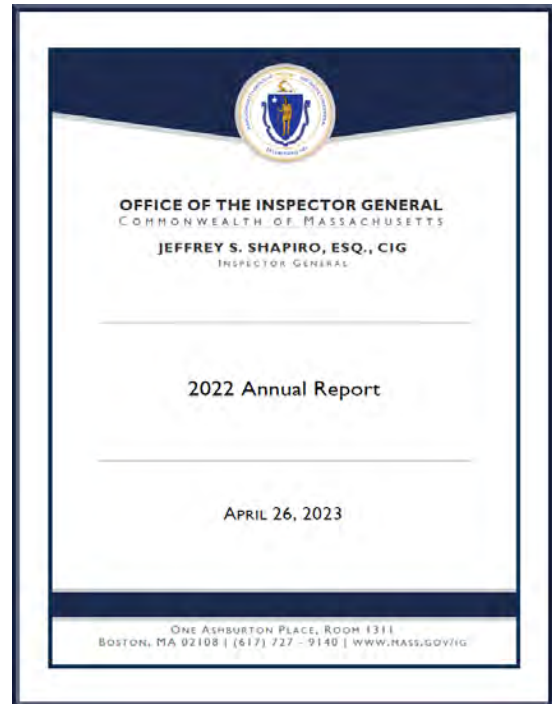 OFFICE OF THE INSPECTOR GENERAL
COMMONWEALTH OF MASSACHUSETTS
JEFFREY S. SHAPIRO, ESQ., CIG
INSPECTOR GENERAL
2022 Annual Report
APRIL 26, 2023
ONE ASHBURTON PLACE, ROOM 1311
BOSTON, MA 02108 | (617) 727 - 9140 | WWW.MASS.GOV/IG